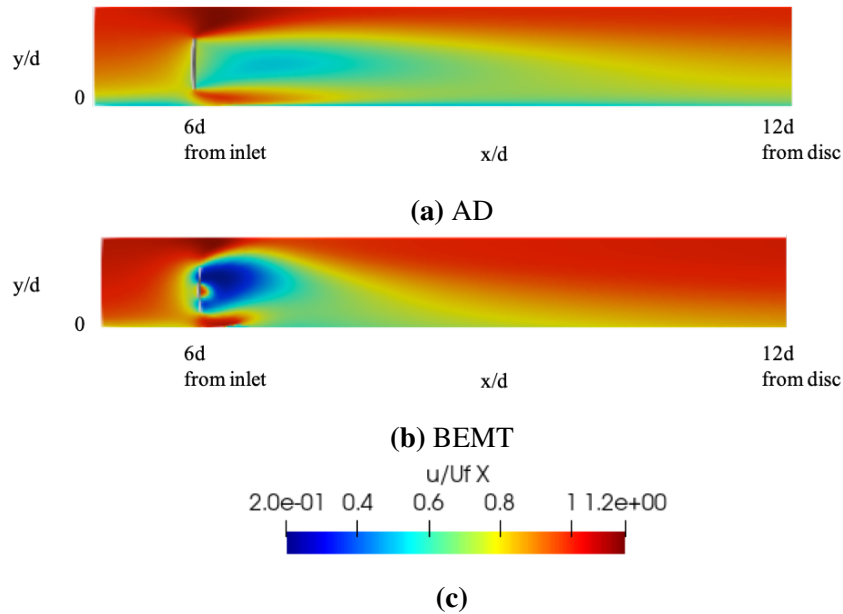 y/d
0
6d
from inlet
x/d
12d
from disc
(a) AD
y/d
0
6d
from inlet
x/d
12d
from disc
(b) BEMT
u/Uf X
2.0e-01 0.4 0.6 0.8 1 1.2e+00
(c)